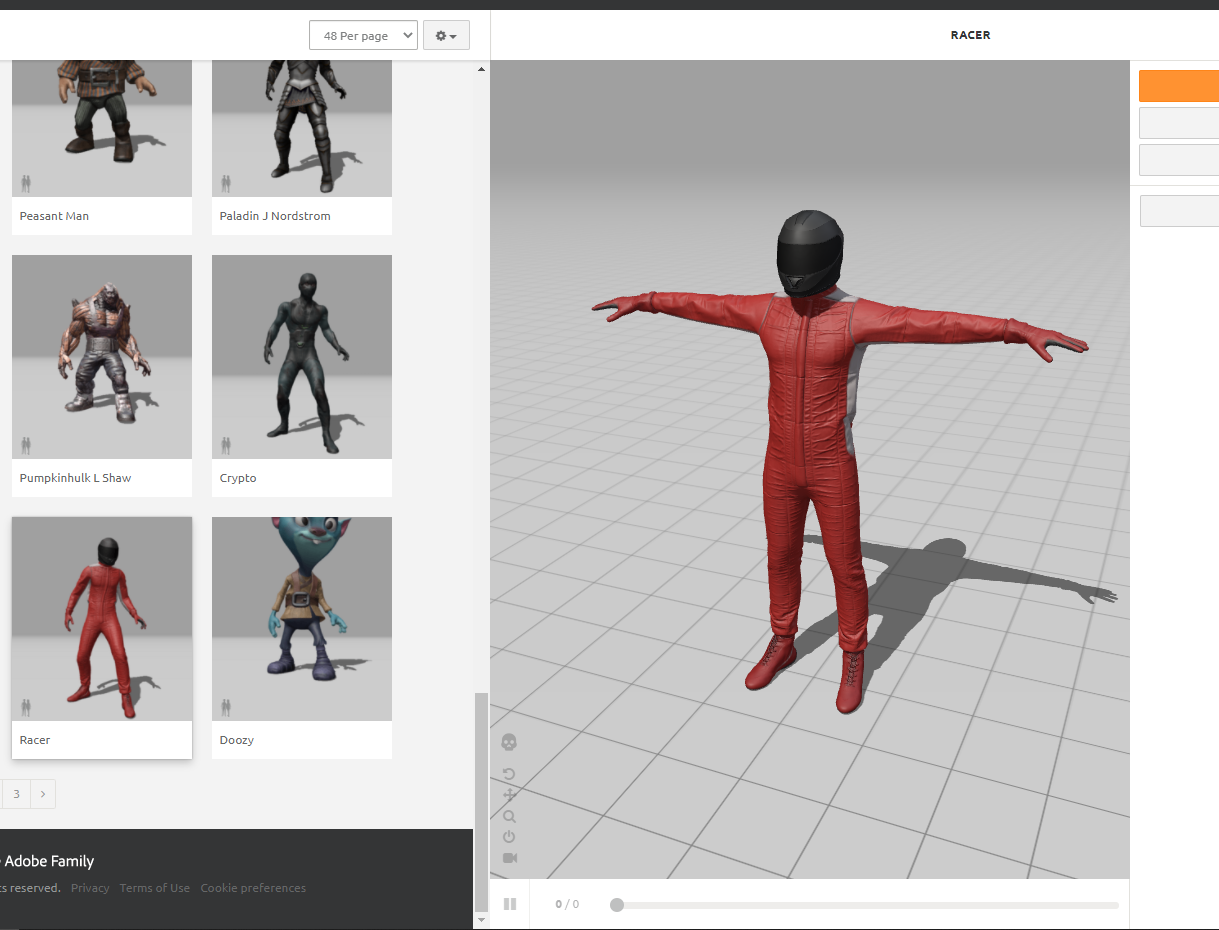 48 Per page
RACER
Peasant Man
Paladin J Nordstrom
Pumpkinhulk L Shaw
Crypto
Racer
Doozy
3
Adobe Family
reserved. Privacy Terms of Use Cookie preferences
0 / 0